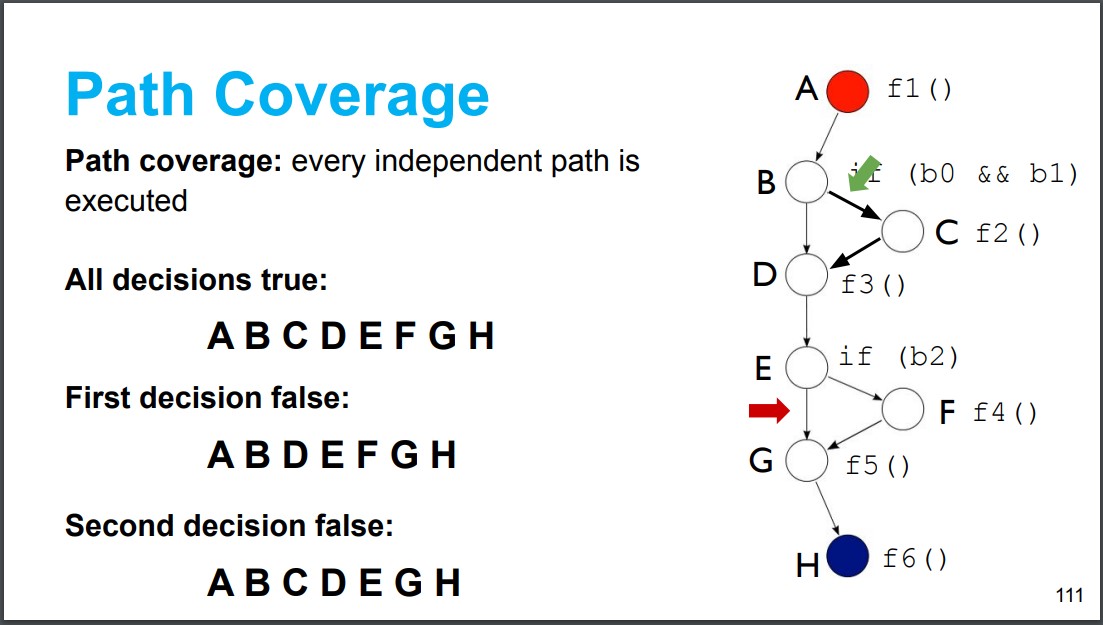 Path Coverage
Path coverage: every independent path is
executed
All decisions true:
A B C D E F G H
First decision false:
A B D E F G H
Second decision false:
A B C D E G H
A f1()
B if (b0 && b1)
C f2()
D f3()
E if (b2)
F f4()
G f5()
H f6()
111